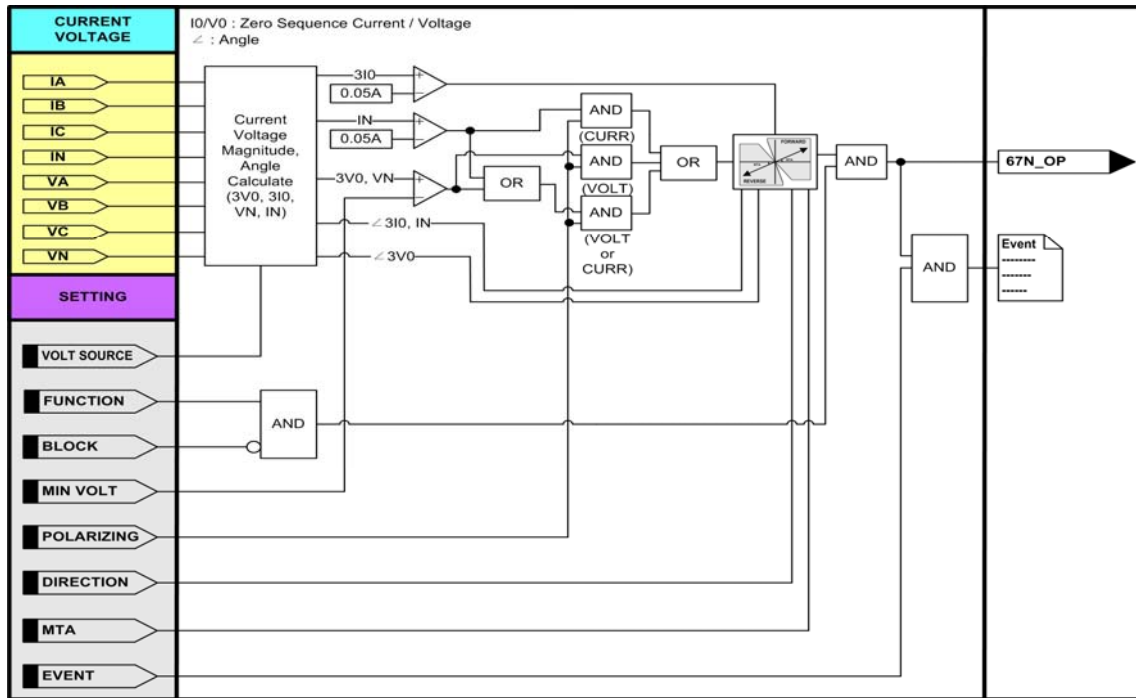 CURRENT
VOLTAGE
I0/V0 : Zero Sequence Current / Voltage
∠ : Angle
IA
IB
IC
IN
VA
VB
VC
VN
Current
Voltage
Magnitude,
Angle
Calculate
(3V0, 3I0,
VN, IN)
3I0
+
0.05A
−
IN
+
0.05A
−
3V0, VN
+
−
∠3I0, IN
∠3V0
OR
AND
(CURR)
AND
(VOLT)
AND
(VOLT
or
CURR)
OR
FORWARD
REVERSE
AND
67N_OP
AND
Event
SETTING
VOLT SOURCE
FUNCTION
AND
BLOCK
MIN VOLT
POLARIZING
DIRECTION
MTA
EVENT